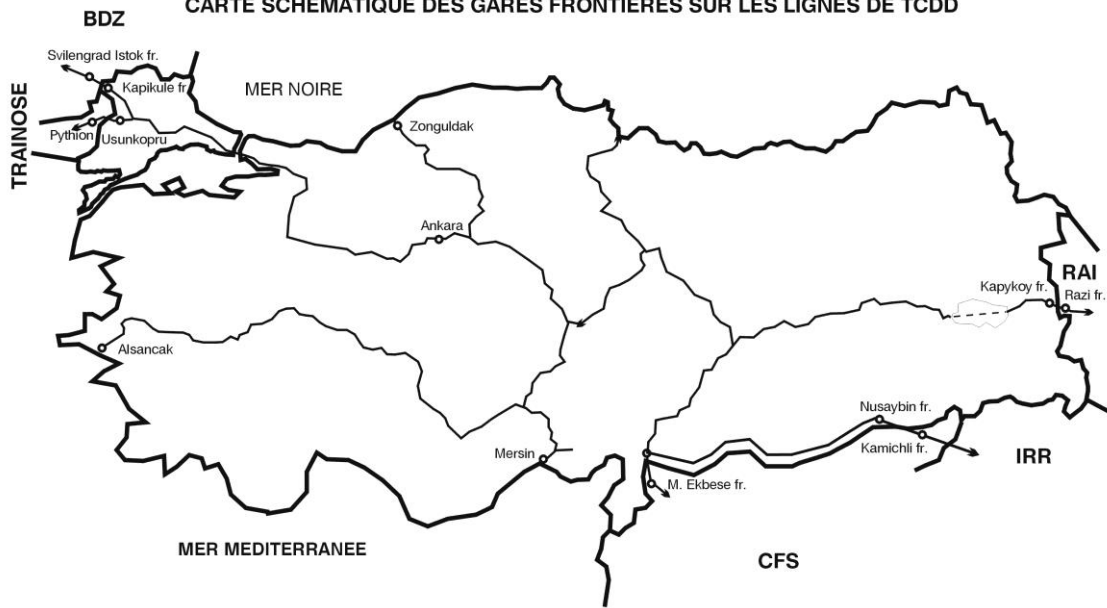 CARTE SCHEMATIQUE DES GARES FRONTIERES SUR LES LIGNES DE TCDD
BDZ
Svilengrad Istok fr.
Kapikule fr
MER NOIRE
TRAINOSE
Pythion
Usunkopru
Zonguldak
Ankara
RAI
Kapykoy fr.
Razi fr.
Alsancak
Nusaybin fr.
Kamichli fr.
Mersin
IRR
M. Ekbese fr.
MER MEDITERRANEE
CFS